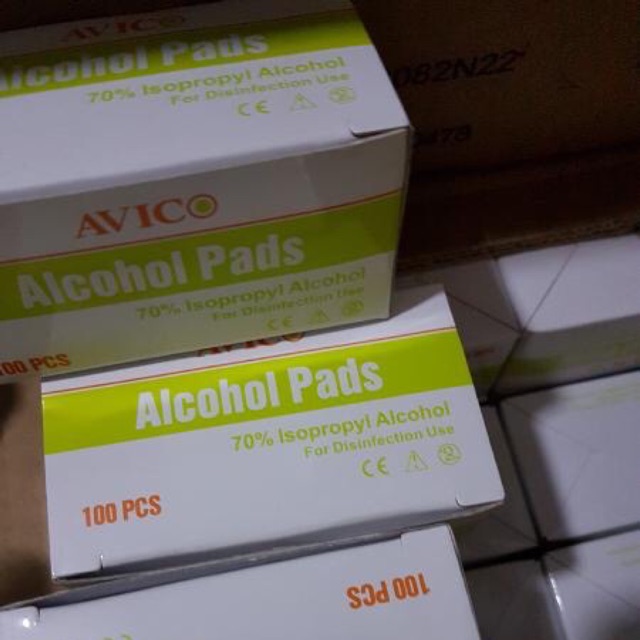 AVICO
Alcohol Pads
70% Isopropyl Alcohol
For Disinfection Use
CE
AVICO
Alcohol Pads
70% Isopropyl Alcohol
For Disinfection Use
CE
100 PCS
AVICO
Alcohol Pads
70% Isopropyl Alcohol
For Disinfection Use
CE
100 PCS
100 PCS
082N22